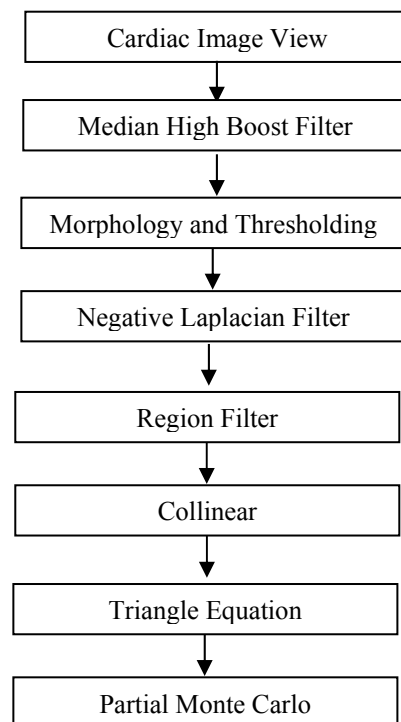 Cardiac Image View
Median High Boost Filter
Morphology and Thresholding
Negative Laplacian Filter
Region Filter
Collinear
Triangle Equation
Partial Monte Carlo